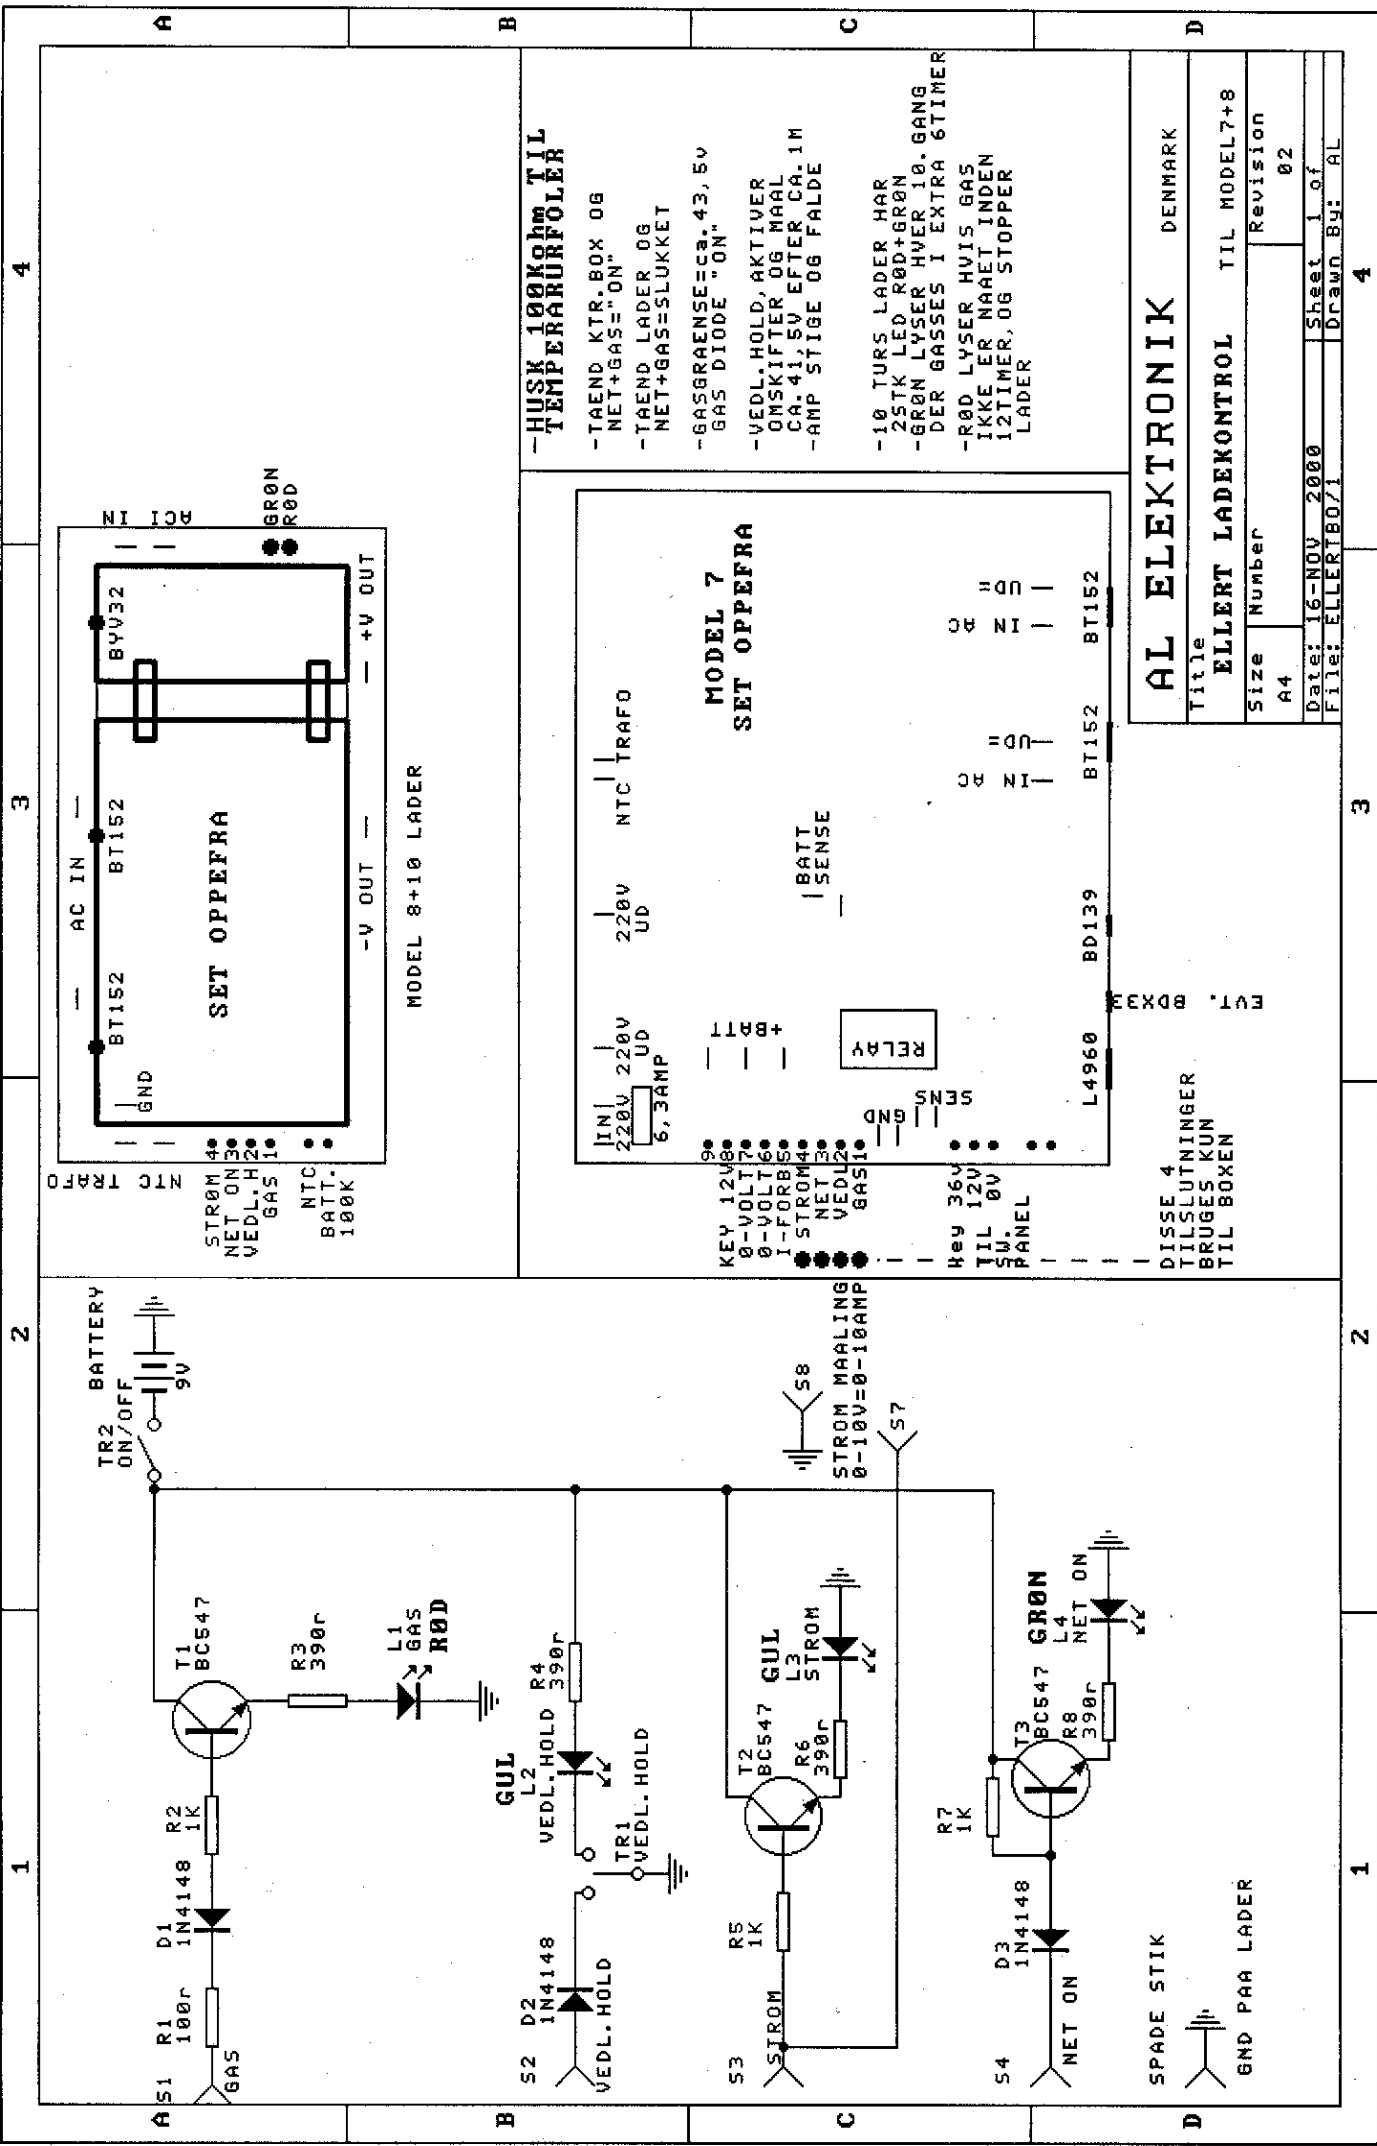 1
2
3
4
A
B
C
D
S1
GAS
R1
100r
D1
1N4148
R2
1K
T1
BC547
R3
390r
L1
GAS
RØD
TR2
ON/OFF
BATTERY
9V
S2
VEDL.HOLD
D2
1N4148
GUL
L2
VEDL.HOLD
TR1
VEDL.HOLD
R4
390r
S3
STROM
R5
1K
T2
BC547
R6
390r
GUL
L3
STROM
S8
STROM MAALING
0-10V=0-10AMP
S7
S4
NET ON
D3
1N4148
R7
1K
T3
BC547
R8
390r
GRØN
L4
NET ON
SPADE STIK
GND PAA LADER
NTC TRAFO
GND
BT152
AC IN
BT152
BYV32
ACI IN
STRØM 4
NET ON 3
VEDL.H 2
GAS 1
NTC
BATT.
100K
SET OPPEFRA
GRØN
RØD
-V OUT
+V OUT
MODEL 8+10 LADER
IN
220V
220V
UD
220V
UD
NTC TRAFO
6,3AMP
9
KEY 12V 8
0-VOLT 7
0-VOLT 6
I-FORB 5
STROM 4
NET 3
VEDL 2
GAS 1
+BATT
RELAY
GND
SENS
BATT
SENSE
MODEL 7
SET OPPEFRA
Key 36v
12V
TIL 0V
SW.
PANEL
IN AC
UD=
IN AC
UD=
L4960
BD139
BT152
BT152
EVT. BDX33
DISSE 4
TILSLUTNINGER
BRUGES KUN
TIL BOXEN
-HUSK 100Kohm TIL
TEMPERARURFOLER
-TAEND KTR.BOX OG
NET+GAS="ON"
-TAEND LADER OG
NET+GAS=SLUKKET
-GASGRAENSE=ca.43,5v
GAS DIODE "ON"
-VEDL.HOLD,AKTIVER
OMSKIFTER OG MAAL
CA.41,5V EFTER CA.1M
-AMP STIGE OG FALDE
-10 TURS LADER HAR
2STK LED RØD+GRØN
-GRØN LYSER HVER 10.GANG
DER GASSES I EXTRA 6TIMER
-RØD LYSER HVIS GAS
IKKE ER NAAET INDEN
12TIMER,OG STOPPER
LADER
AL ELEKTRONIK DENMARK
Title
ELLERT LADEKONTROL TIL MODEL7+8
Size Number Revision
A4 02
Date: 16-NOV 2000 Sheet 1 of
File: ELLERTBO/1 Drawn By: AL
1
2
3
4
A
B
C
D